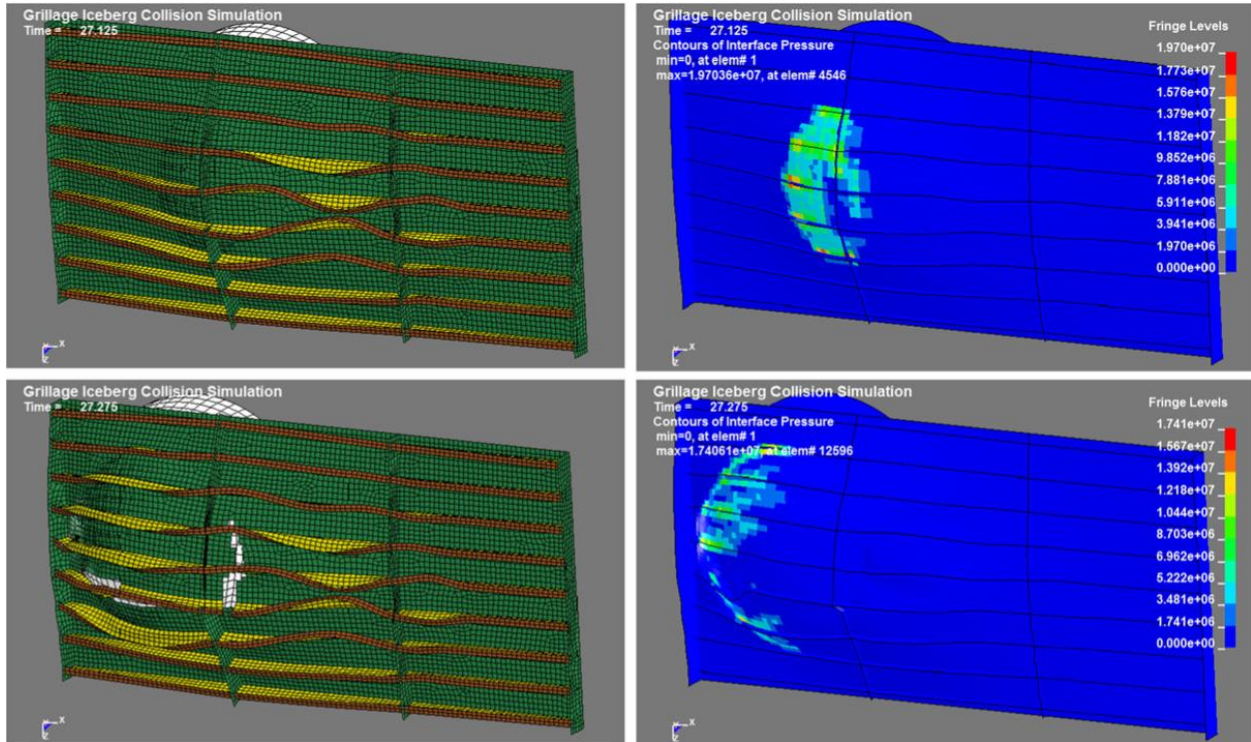 Grillage Iceberg Collision Simulation
Time = 27.125
X
Z
Grillage Iceberg Collision Simulation
Time = 27.125
Contours of Interface Pressure
min=0, at elem# 1
max=1.97036e+07, at elem# 4546
Fringe Levels
1.970e+07
1.773e+07
1.576e+07
1.379e+07
1.182e+07
9.852e+06
7.881e+06
5.911e+06
3.941e+06
1.970e+06
0.000e+00
X
Z
Grillage Iceberg Collision Simulation
Time = 27.275
X
Grillage Iceberg Collision Simulation
Time = 27.275
Contours of Interface Pressure
min=0, at elem# 1
max=1.74061e+07, at elem# 12596
Fringe Levels
1.741e+07
1.567e+07
1.392e+07
1.218e+07
1.044e+07
8.703e+06
6.962e+06
5.222e+06
3.481e+06
1.741e+06
0.000e+00
X